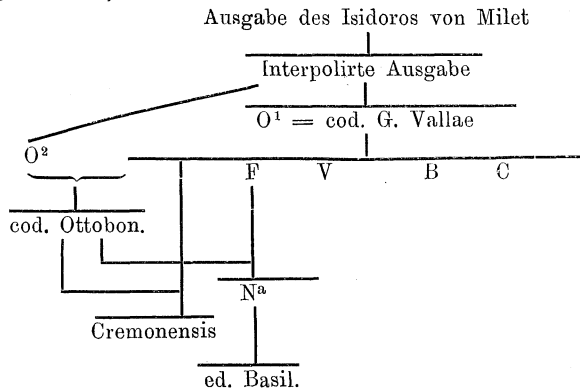 Ausgabe des Isidoros von Milet
Interpolirte Ausgabe
O¹ = cod. G. Vallae
O²
F V B C
cod. Ottobon.
Nᵃ
Cremonensis
ed. Basil.